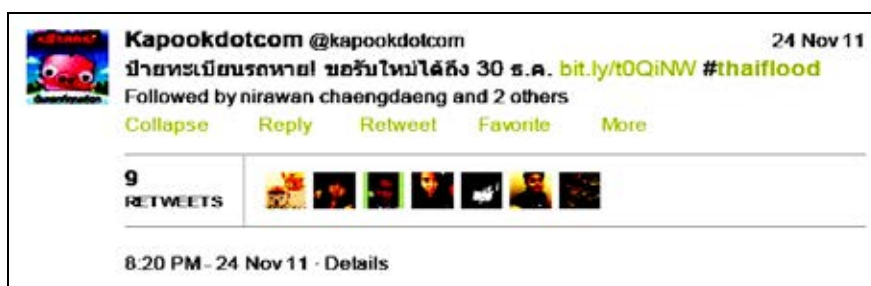 Kapookdotcom @kapookdotcom 24 Nov 11
ป้ายทะเบียนรถหาย! ขอรับใหม่ได้ถึง 30 ธ.ค. bit.ly/t0QiNW #thaiflood
Followed by nirawan chaengdaeng and 2 others
Collapse Reply Retweet Favorite More
9
RETWEETS
8:20 PM - 24 Nov 11 · Details